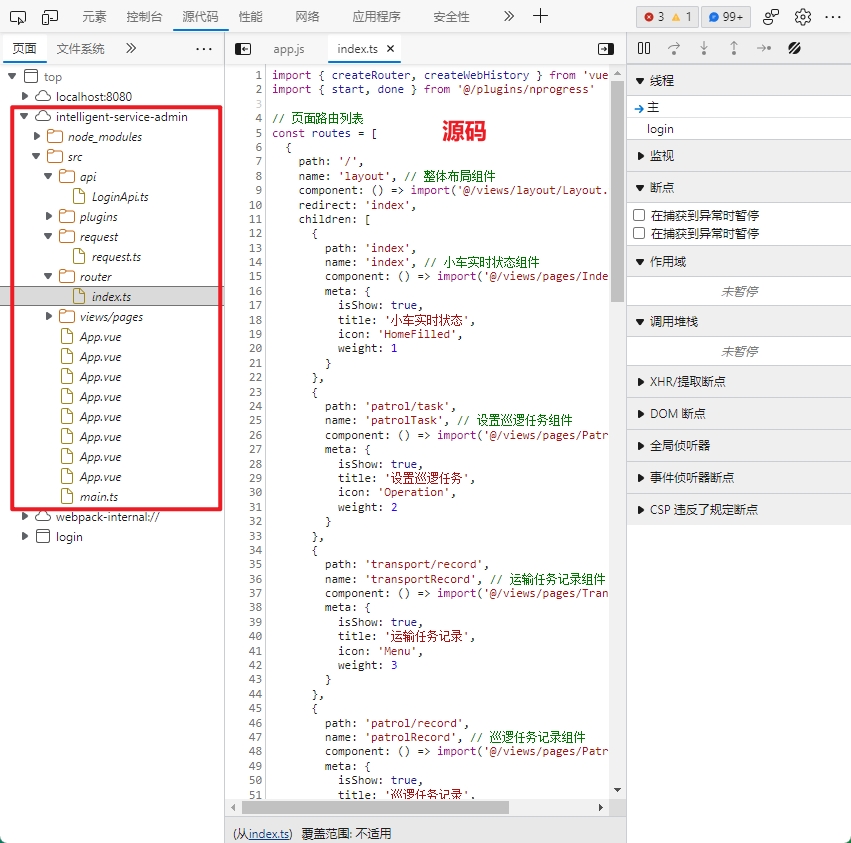 元素 控制台 源代码 性能 网络 应用程序 安全性 3 1 99+
页面 文件系统 app.js index.ts
top
localhost:8080
intelligent-service-admin
node_modules
src
api
LoginApi.ts
plugins
request
request.ts
router
index.ts
views/pages
App.vue
App.vue
App.vue
App.vue
App.vue
App.vue
App.vue
App.vue
main.ts
webpack-internal://
login
源码
1 import { createRouter, createWebHistory } from 'vue
2 import { start, done } from '@/plugins/nprogress'
3
4 // 页面路由列表
5 const routes = [
6 {
7 path: '/',
8 name: 'layout', // 整体布局组件
9 component: () => import('@/views/layout/Layout.
10 redirect: 'index',
11 children: [
12 {
13 path: 'index',
14 name: 'index', // 小车实时状态组件
15 component: () => import('@/views/pages/Inde
16 meta: {
17 isShow: true,
18 title: '小车实时状态',
19 icon: 'HomeFilled',
20 weight: 1
21 }
22 },
23 {
24 path: 'patrol/task',
25 name: 'patrolTask', // 设置巡逻任务组件
26 component: () => import('@/views/pages/Patr
27 meta: {
28 isShow: true,
29 title: '设置巡逻任务',
30 icon: 'Operation',
31 weight: 2
32 }
33 },
34 {
35 path: 'transport/record',
36 name: 'transportRecord', // 运输任务记录组件
37 component: () => import('@/views/pages/Tran
38 meta: {
39 isShow: true,
40 title: '运输任务记录',
41 icon: 'Menu',
42 weight: 3
43 }
44 },
45 {
46 path: 'patrol/record',
47 name: 'patrolRecord', // 巡逻任务记录组件
48 component: () => import('@/views/pages/Patr
49 meta: {
50 isShow: true,
51 title: '巡逻任务记录',
(从index.ts) 覆盖范围: 不适用
线程
主
login
监视
断点
在捕获到异常时暂停
在捕获到异常时暂停
作用域
未暂停
调用堆栈
未暂停
XHR/提取断点
DOM 断点
全局侦听器
事件侦听器断点
CSP 违反了规定断点